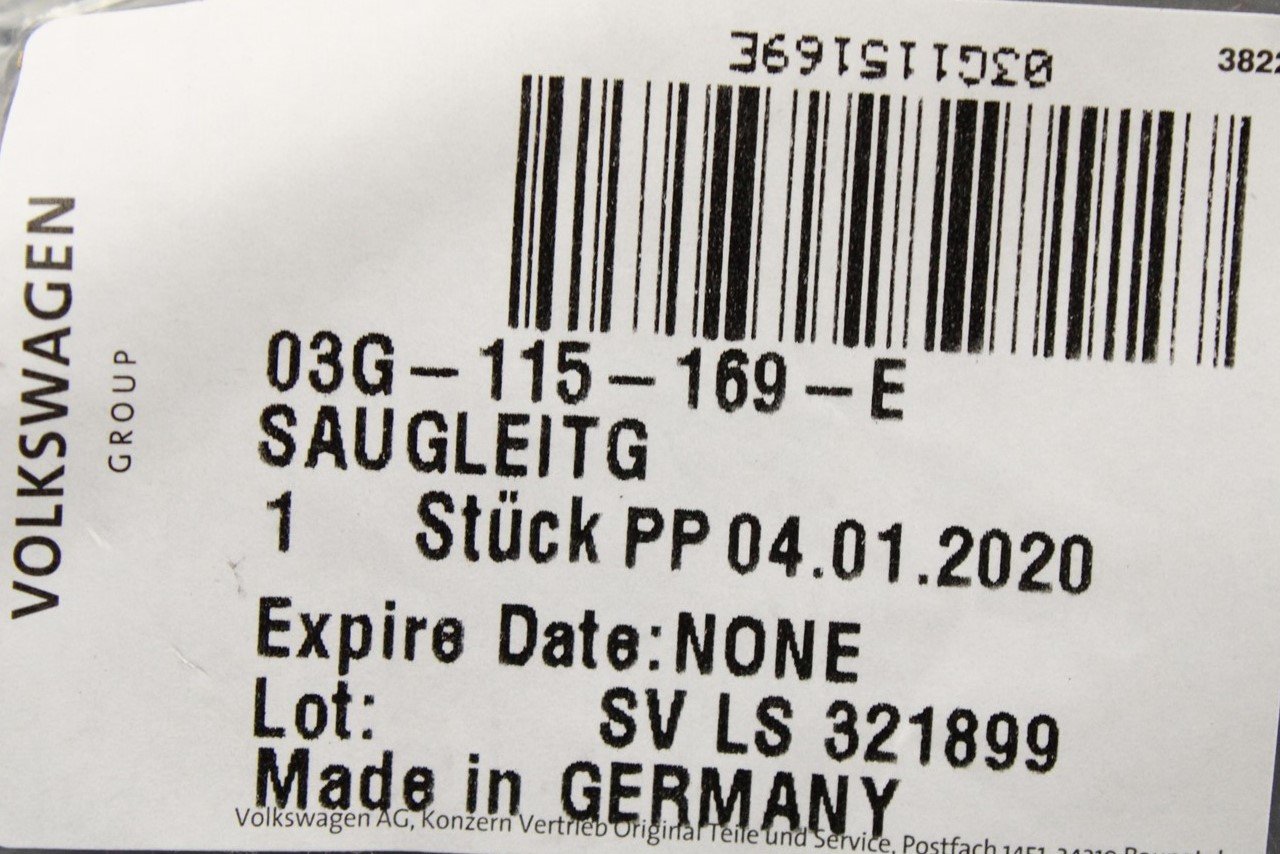 03G115169E
3822
VOLKSWAGEN
GROUP
03G-115-169-E
SAUGLEITG
1 Stück PP 04.01.2020
Expire Date:NONE
Lot: SV LS 321899
Made in GERMANY
Volkswagen AG, Konzern Vertrieb Original Teile und Service, Postfach